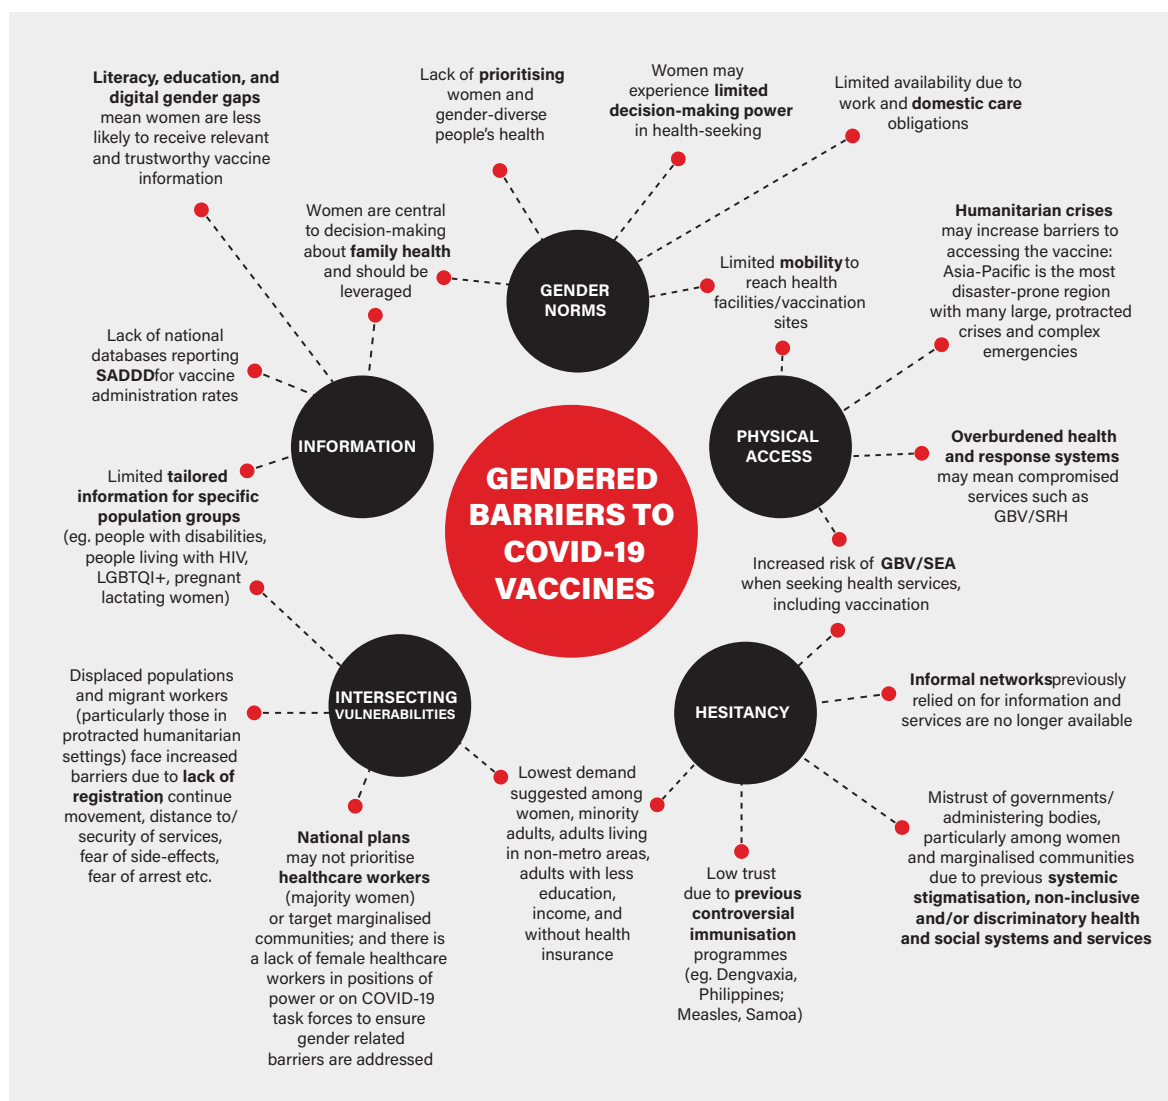 Literacy, education, and
digital gender gaps
mean women are less
likely to receive relevant
and trustworthy vaccine
information
Lack of prioritising
women and
gender-diverse
people's health
Women may
experience limited
decision-making power
in health-seeking
Limited availability due to
work and domestic care
obligations
Women are central
to decision-making
about family health
and should be
leveraged
GENDER
NORMS
Limited mobility to
reach health
facilities/vaccination
sites
Humanitarian crises
may increase barriers to
accessing the vaccine:
Asia-Pacific is the most
disaster-prone region
with many large, protracted
crises and complex
emergencies
Lack of national
databases reporting
SADDDfor vaccine
administration rates
INFORMATION
PHYSICAL
ACCESS
Overburdened health
and response systems
may mean compromised
services such as
GBV/SRH
Limited tailored
information for specific
population groups
(eg. people with disabilities,
people living with HIV,
LGBTQI+, pregnant
lactating women)
GENDERED
BARRIERS TO
COVID-19
VACCINES
Increased risk of GBV/SEA
when seeking health services,
including vaccination
Displaced populations
and migrant workers
(particularly those in
protracted humanitarian
settings) face increased
barriers due to lack of
registration, continue
movement, distance to/
security of services,
fear of side-effects,
fear of arrest etc.
INTERSECTING
VULNERABILITIES
HESITANCY
Informal networkspreviously
relied on for information and
services are no longer available
National plans
may not prioritise
healthcare workers
(majority women)
or target marginalised
communities; and there is
a lack of female healthcare
workers in positions of
power or on COVID-19
task forces to ensure
gender related
barriers are addressed
Lowest demand
suggested among
women, minority
adults, adults living
in non-metro areas,
adults with less
education,
income, and
without health
insurance
Low trust
due to previous
controversial
immunisation
programmes
(eg. Dengvaxia,
Philippines;
Measles, Samoa)
Mistrust of governments/
administering bodies,
particularly among women
and marginalised communities
due to previous systemic
stigmatisation, non-inclusive
and/or discriminatory health
and social systems and services